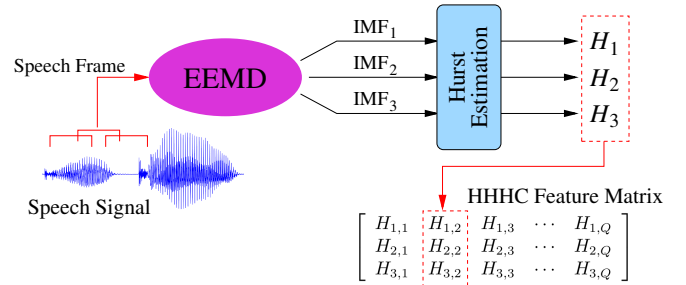 Speech Frame
EEMD
IMF1
IMF2
IMF3
Hurst Estimation
H1
H2
H3
Speech Signal
HHHC Feature Matrix
H1,1 H1,2 H1,3 ⋯ H1,Q
H2,1 H2,2 H2,3 ⋯ H2,Q
H3,1 H3,2 H3,3 ⋯ H3,Q